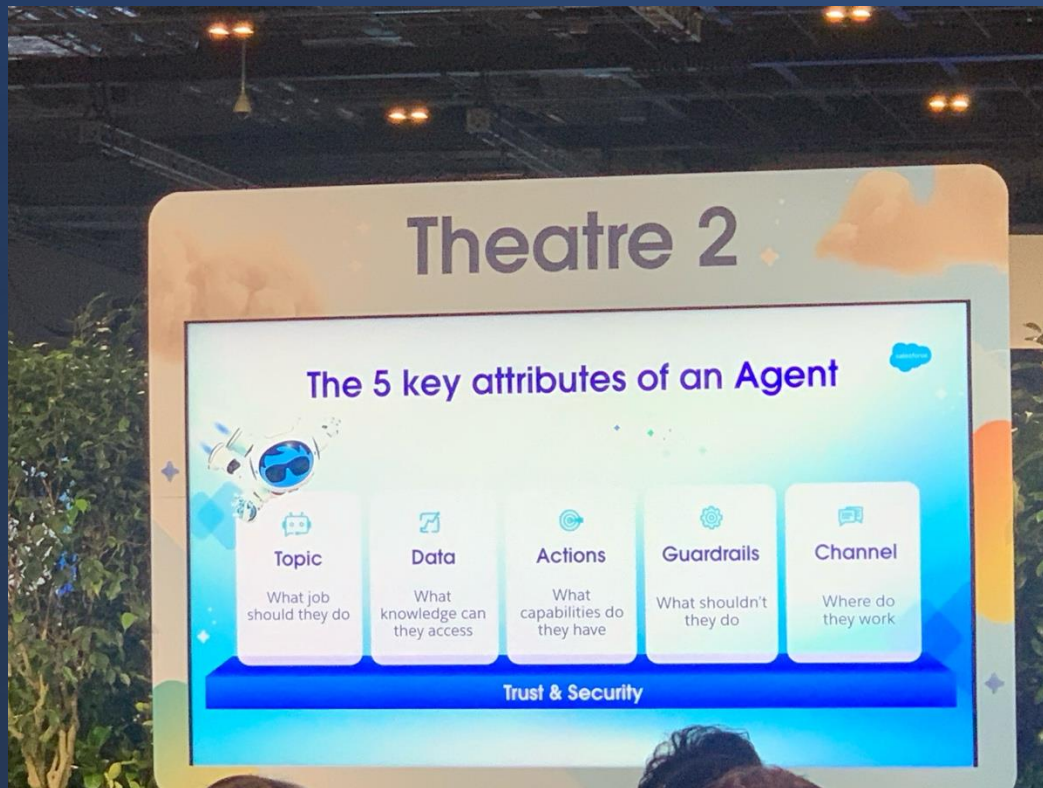 Theatre 2
salesforce
The 5 key attributes of an Agent
Topic
What job
should they do
Data
What
knowledge can
they access
Actions
What
capabilities do
they have
Guardrails
What shouldn't
they do
Channel
Where do
they work
Trust & Security